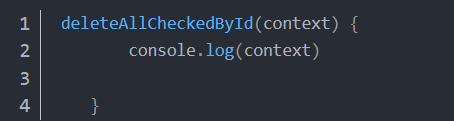 1 deleteAllCheckedById(context) {
2 console.log(context)
3
4 }